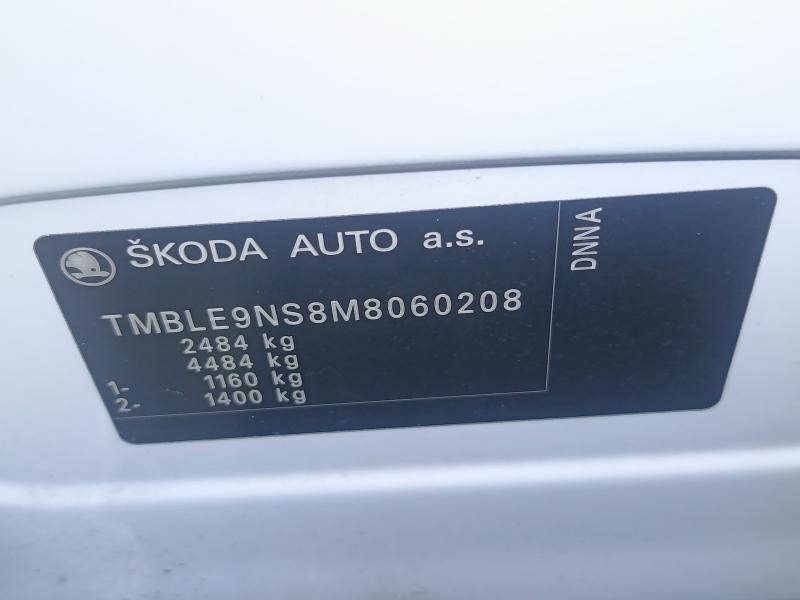 ŠKODA AUTO a.s.
TMBLE9NS8M8060208
2484 kg
4484 kg
1- 1160 kg
2- 1400 kg
DNNA